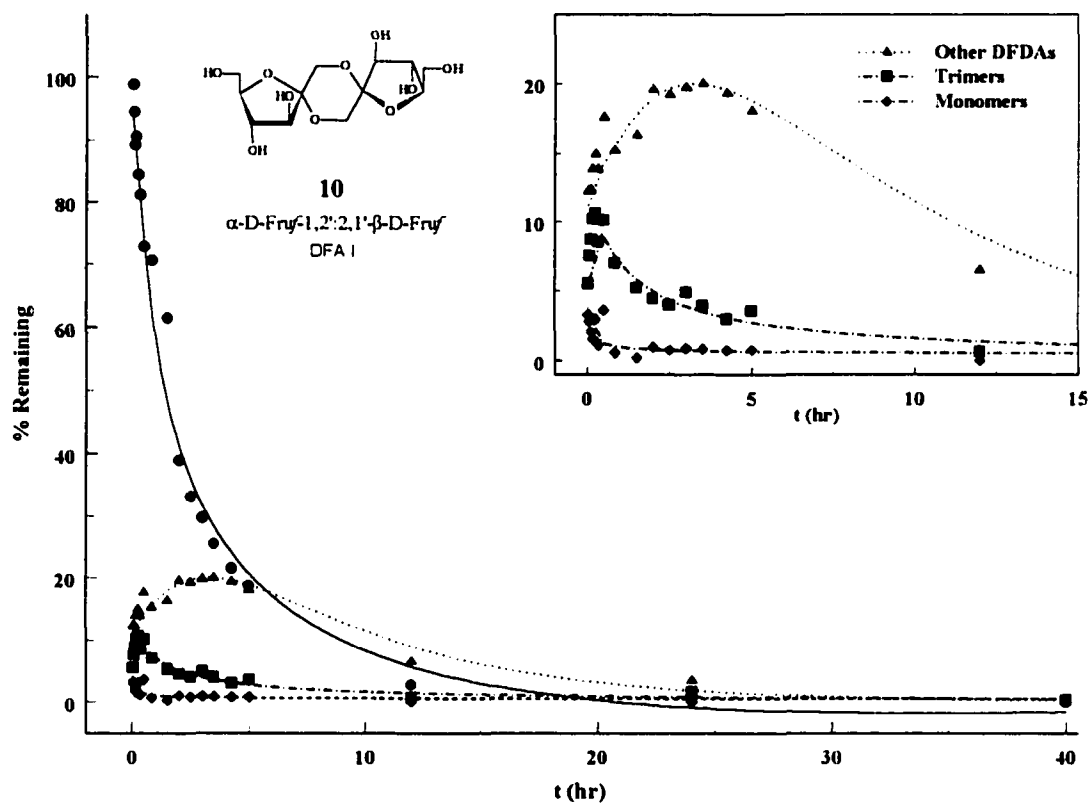 % Remaining
100
80
60
40
20
0
0
10
20
30
40
t (hr)
HO
O
O
OH
OH
HO
HO
O
O
OH
OH
10
α-D-Fruf-1,2':2,1'-β-D-Fruf
DFA I
20
10
0
0
5
10
15
t (hr)
Other DFDAs
Trimers
Monomers